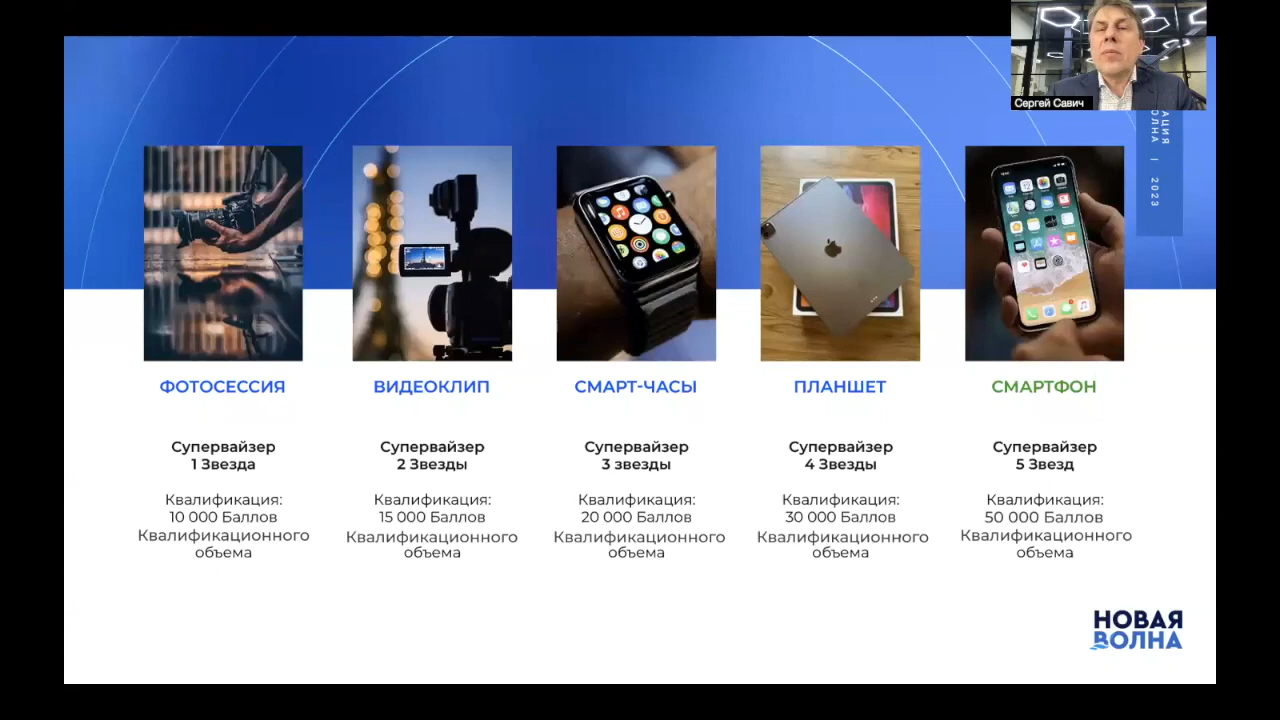 Сергей Савич
ВОЛНА | 2023
ФОТОСЕССИЯ
Супервайзер
1 Звезда
Квалификация:
10 000 Баллов
Квалификационного
объема
ВИДЕОКЛИП
Супервайзер
2 Звезды
Квалификация:
15 000 Баллов
Квалификационного
объема
СМАРТ-ЧАСЫ
Супервайзер
3 звезды
Квалификация:
20 000 Баллов
Квалификационного
объема
ПЛАНШЕТ
Супервайзер
4 Звезды
Квалификация:
30 000 Баллов
Квалификационного
объема
СМАРТФОН
Супервайзер
5 Звезд
Квалификация:
50 000 Баллов
Квалификационного
объема
НОВАЯ
ВОЛНА